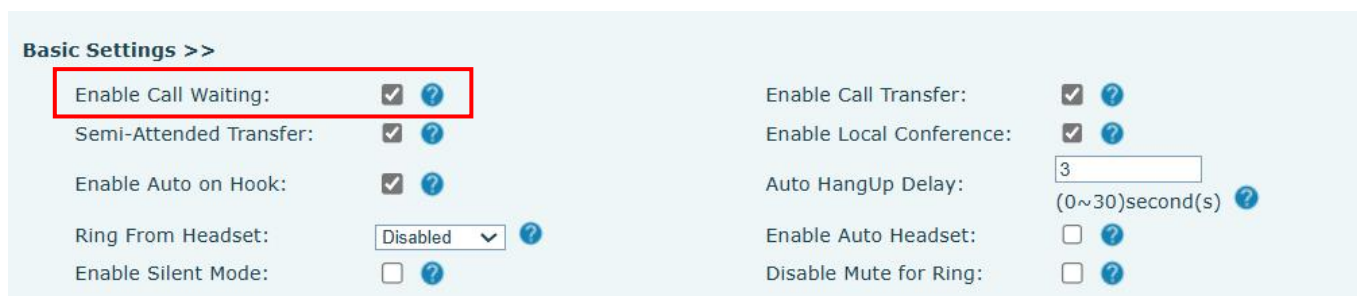 Basic Settings >>
Enable Call Waiting: ? Enable Call Transfer: ?
Semi-Attended Transfer: ? Enable Local Conference: ?
Enable Auto on Hook: ? Auto HangUp Delay: 3
(0~30)second(s) ?
Ring From Headset: Disabled ? Enable Auto Headset: ?
Enable Silent Mode: ? Disable Mute for Ring: ?